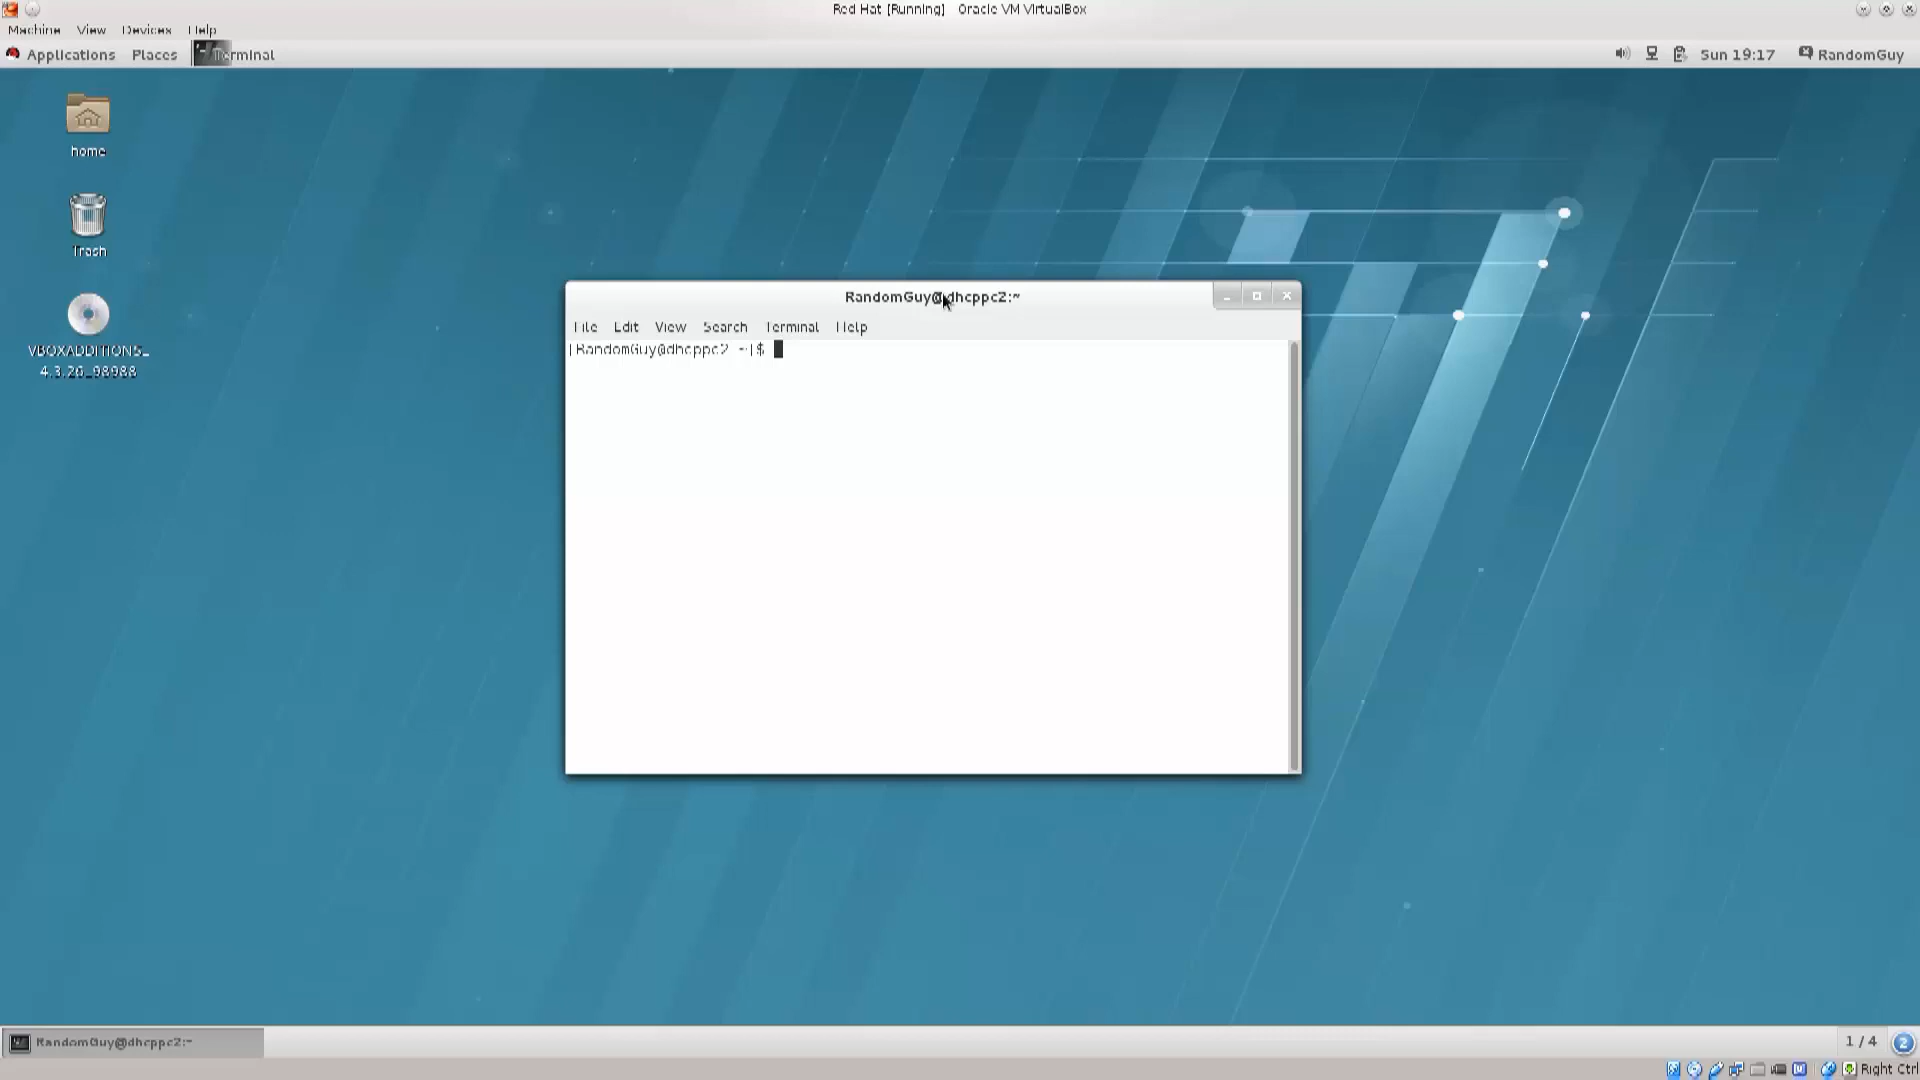 Red Hat [Running] Oracle VM VirtualBox
Machine View Devices Help
Applications Places Terminal Sun 19:17 RandomGuy
home
Trash
VBOXADDITIONS_
4.3.26_98988
RandomGuy@dhcppc2:~
File Edit View Search Terminal Help
[RandomGuy@dhcppc2 ~]$
RandomGuy@dhcppc2:~ 1 / 4 2
Right Ctrl